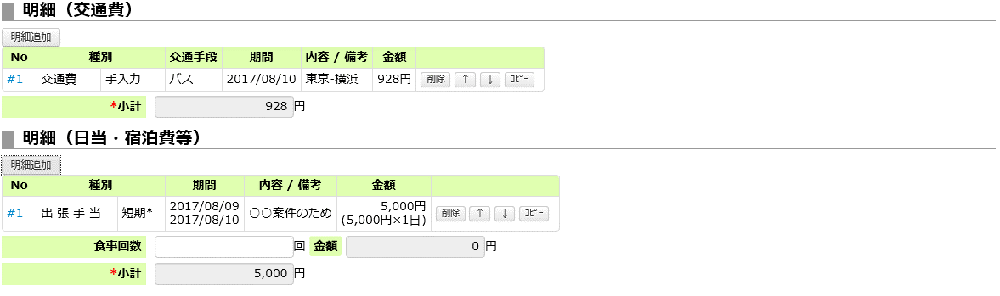 明細（交通費）
明細追加
No 種別 交通手段 期間 内容 / 備考 金額
#1 交通費 手入力 バス 2017/08/10 東京-横浜 928円 削除 ↑ ↓ ｺﾋﾟｰ
*小計 928 円
明細（日当・宿泊費等）
明細追加
No 種別 期間 内容 / 備考 金額
#1 出 張 手 当 短期* 2017/08/09 〇〇案件のため 5,000円 削除 ↑ ↓ ｺﾋﾟｰ
2017/08/10 (5,000円×1日)
食事回数 回 金額 0 円
*小計 5,000 円